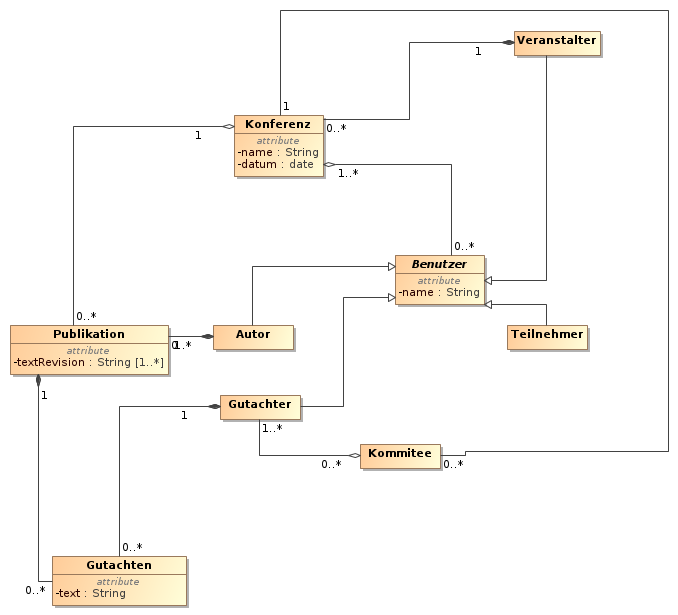 Veranstalter
1
1
Konferenz
0..*
attribute
1
-name : String
-datum : date
1..*
0..*
Benutzer
attribute
-name : String
0..*
Publikation
Autor
Teilnehmer
1..*
attribute
-textRevision : String [1..*]
1
Gutachter
1
1..*
Kommitee
0..*
0..*
0..*
Gutachten
attribute
0..*
-text : String